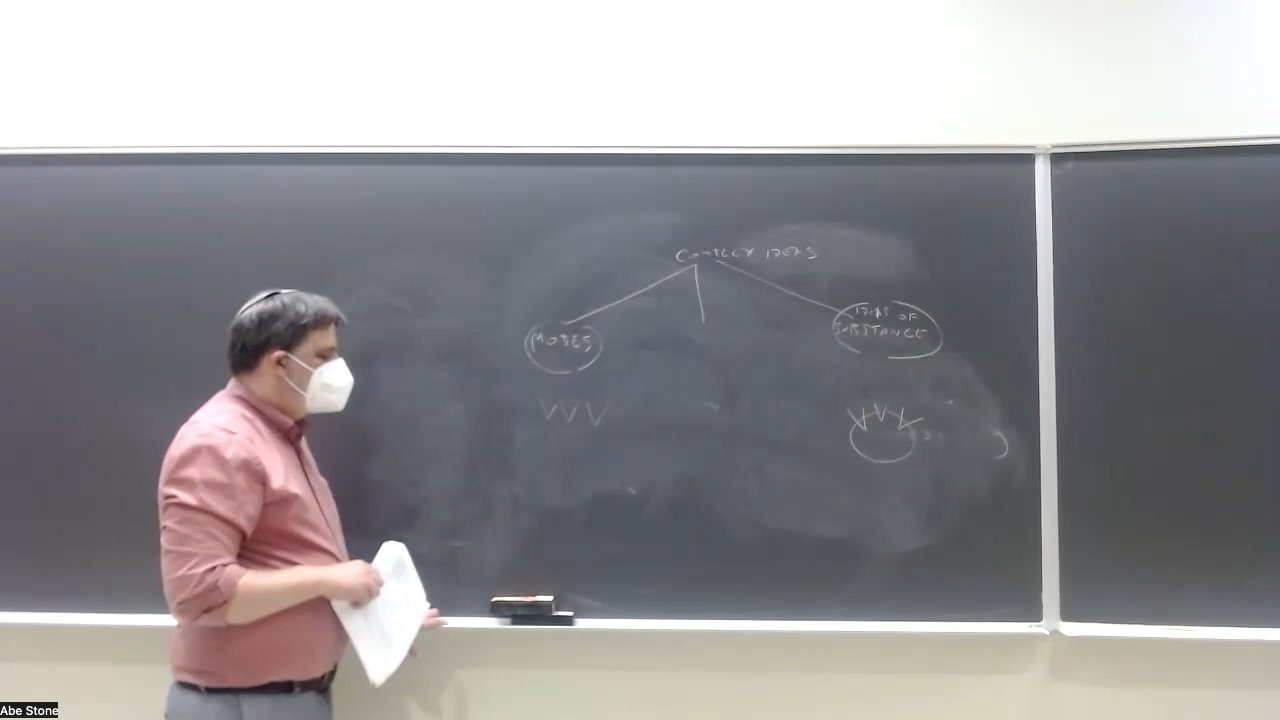 COMPLEX IDEAS
MODES
IDEAS OF
SUBSTANCE
Abe Stone